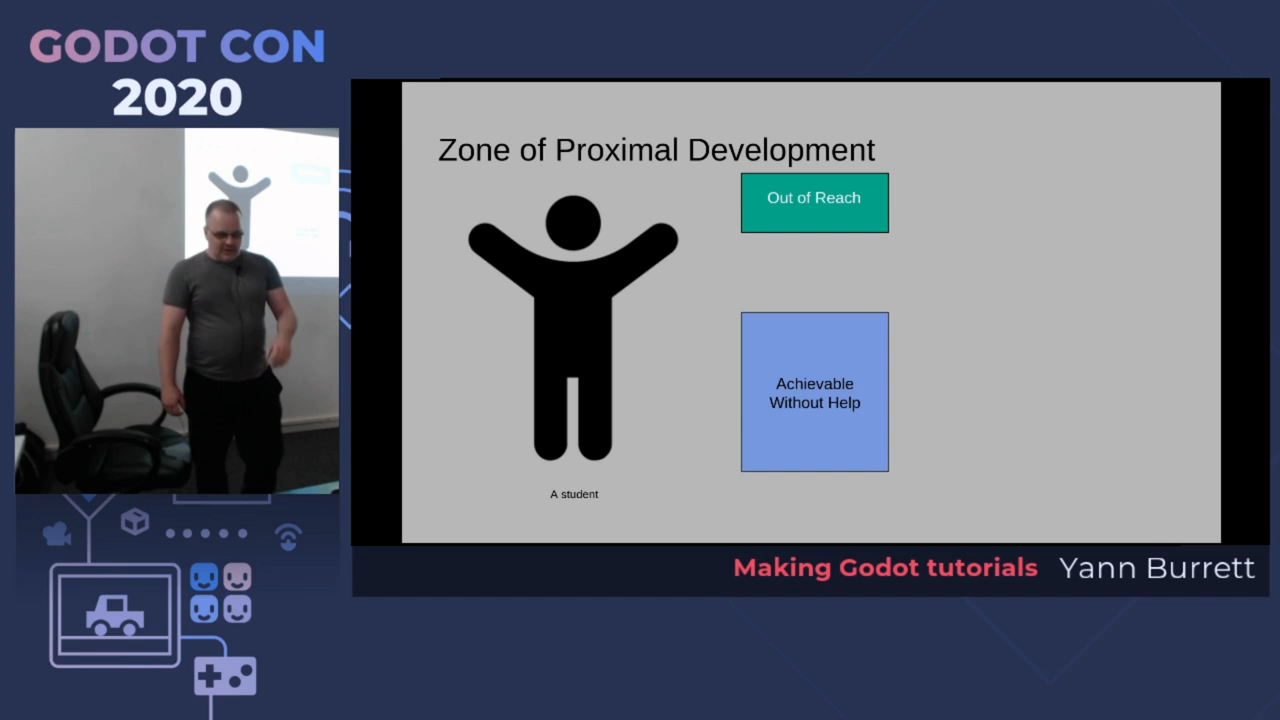 GODOT CON
2020
Zone of Proximal Development
Out of Reach
Achievable
Without Help
A student
Making Godot tutorials Yann Burrett